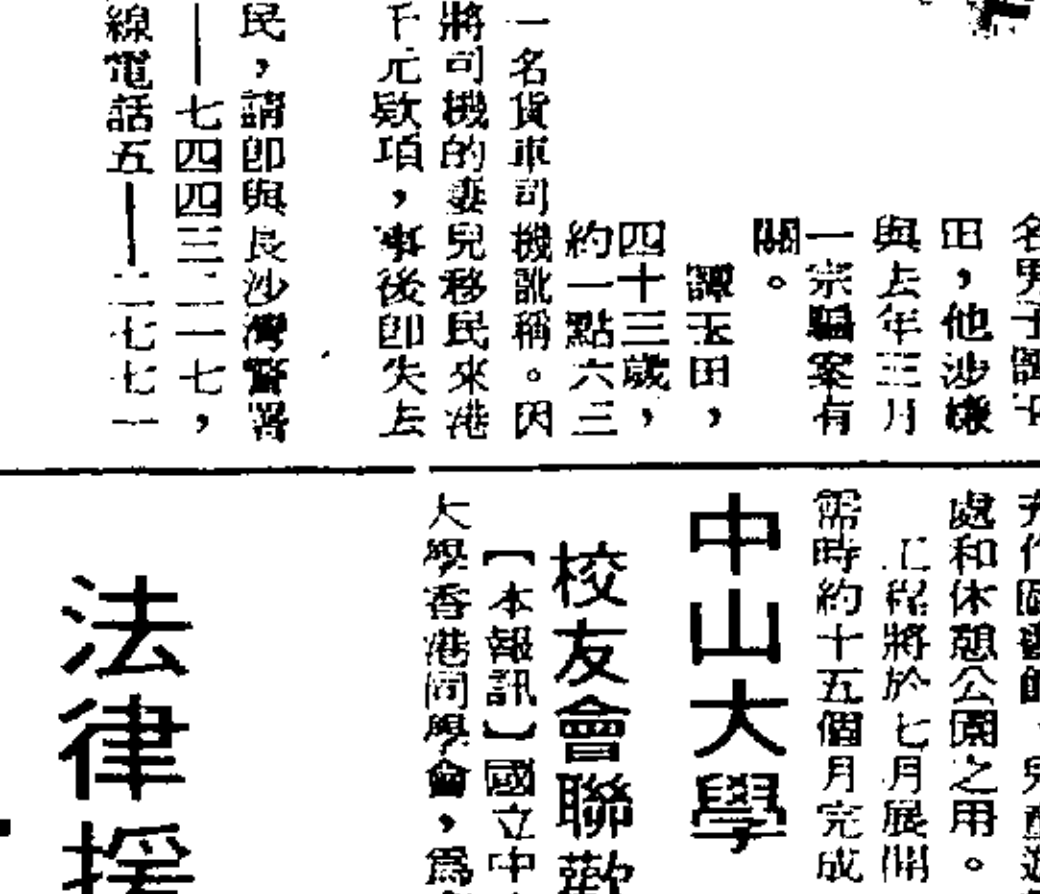 名男子譚玉
田，他涉嫌
與去年三月
一宗騙案有
關。
譚玉田，
四十三歲，
約一點六三
一名貨車司機訛稱。因
將司機的妻兒移民來港
千元欵項，事後即失去
民，請即與長沙灣警署
——七四四三二一七，
線電話五——二七七一
處和休憩公園之用。
工程將於七月展開
需時約十五個月完成
中山大學
校友會聯歡
【本報訊】國立中
大學香港同學會，為
法律援